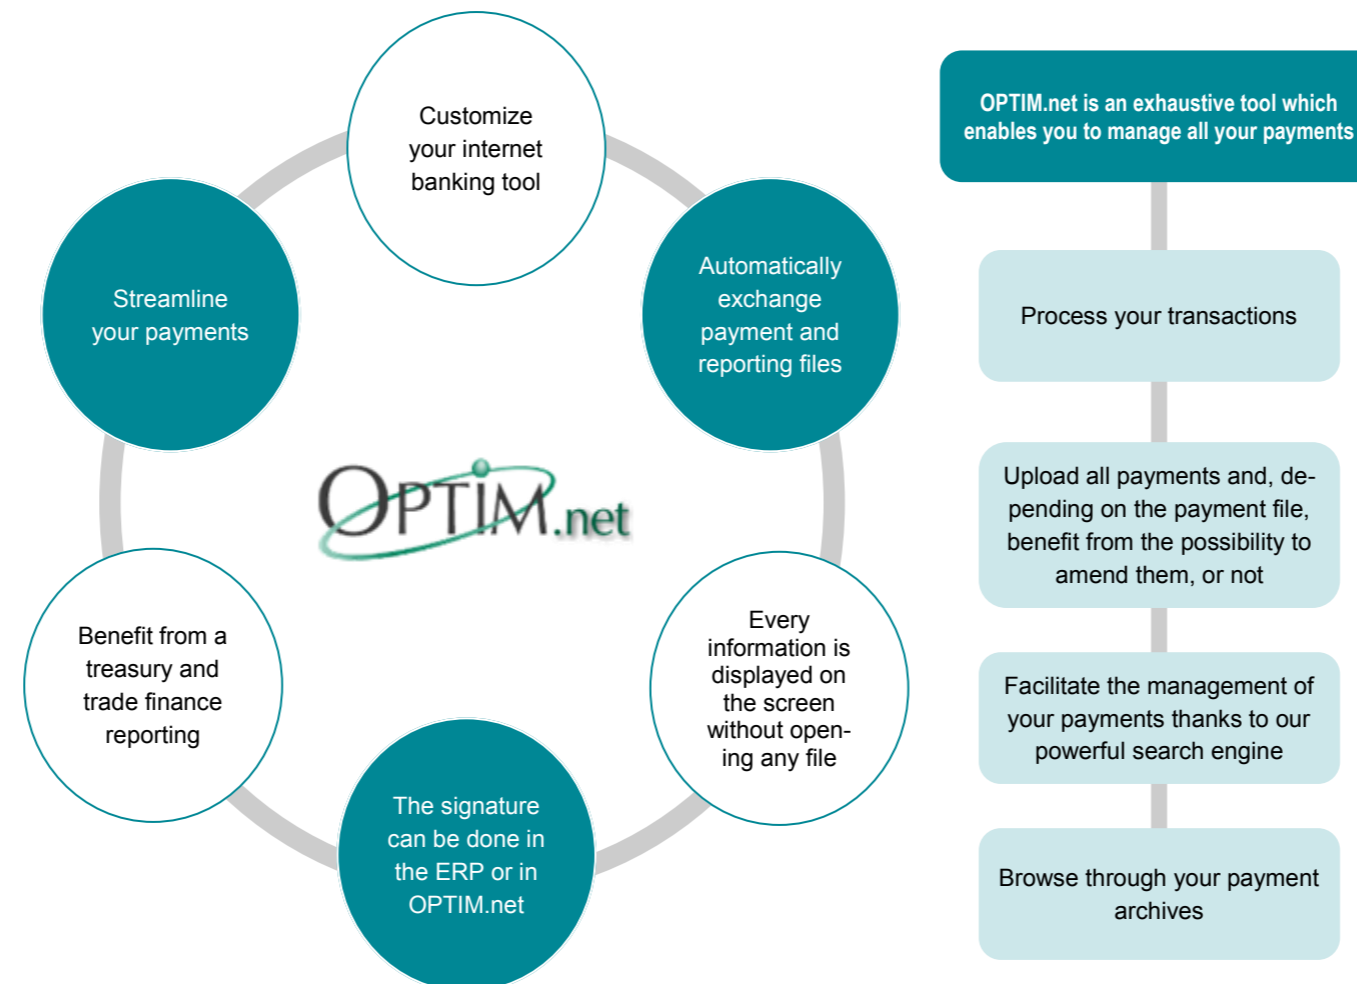 Customize
your internet
banking tool
Automatically
exchange
payment and
reporting files
Every
information is
displayed on
the screen
without open-
ing any file
The signature
can be done in
the ERP or in
OPTIM.net
Benefit from a
treasury and
trade finance
reporting
Streamline
your payments
OPTIM.net
OPTIM.net is an exhaustive tool which
enables you to manage all your payments
Process your transactions
Upload all payments and, de-
pending on the payment file,
benefit from the possibility to
amend them, or not
Facilitate the management of
your payments thanks to our
powerful search engine
Browse through your payment
archives